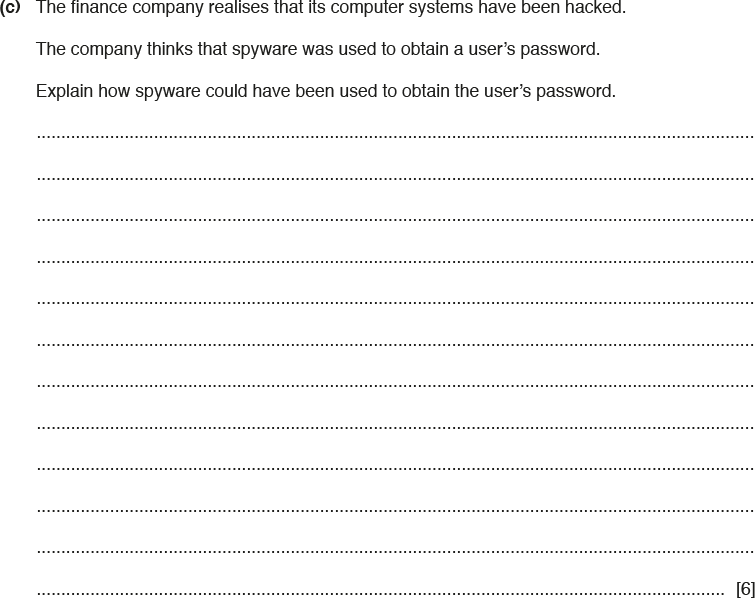 (c) The finance company realises that its computer systems have been hacked.
The company thinks that spyware was used to obtain a user’s password.
Explain how spyware could have been used to obtain the user’s password.
[6]